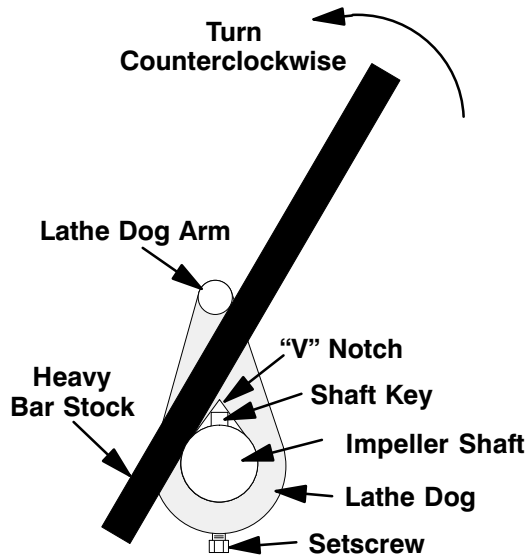 Turn
Counterclockwise
Lathe Dog Arm
“V” Notch
Heavy
Bar Stock
Shaft Key
Impeller Shaft
Lathe Dog
Setscrew